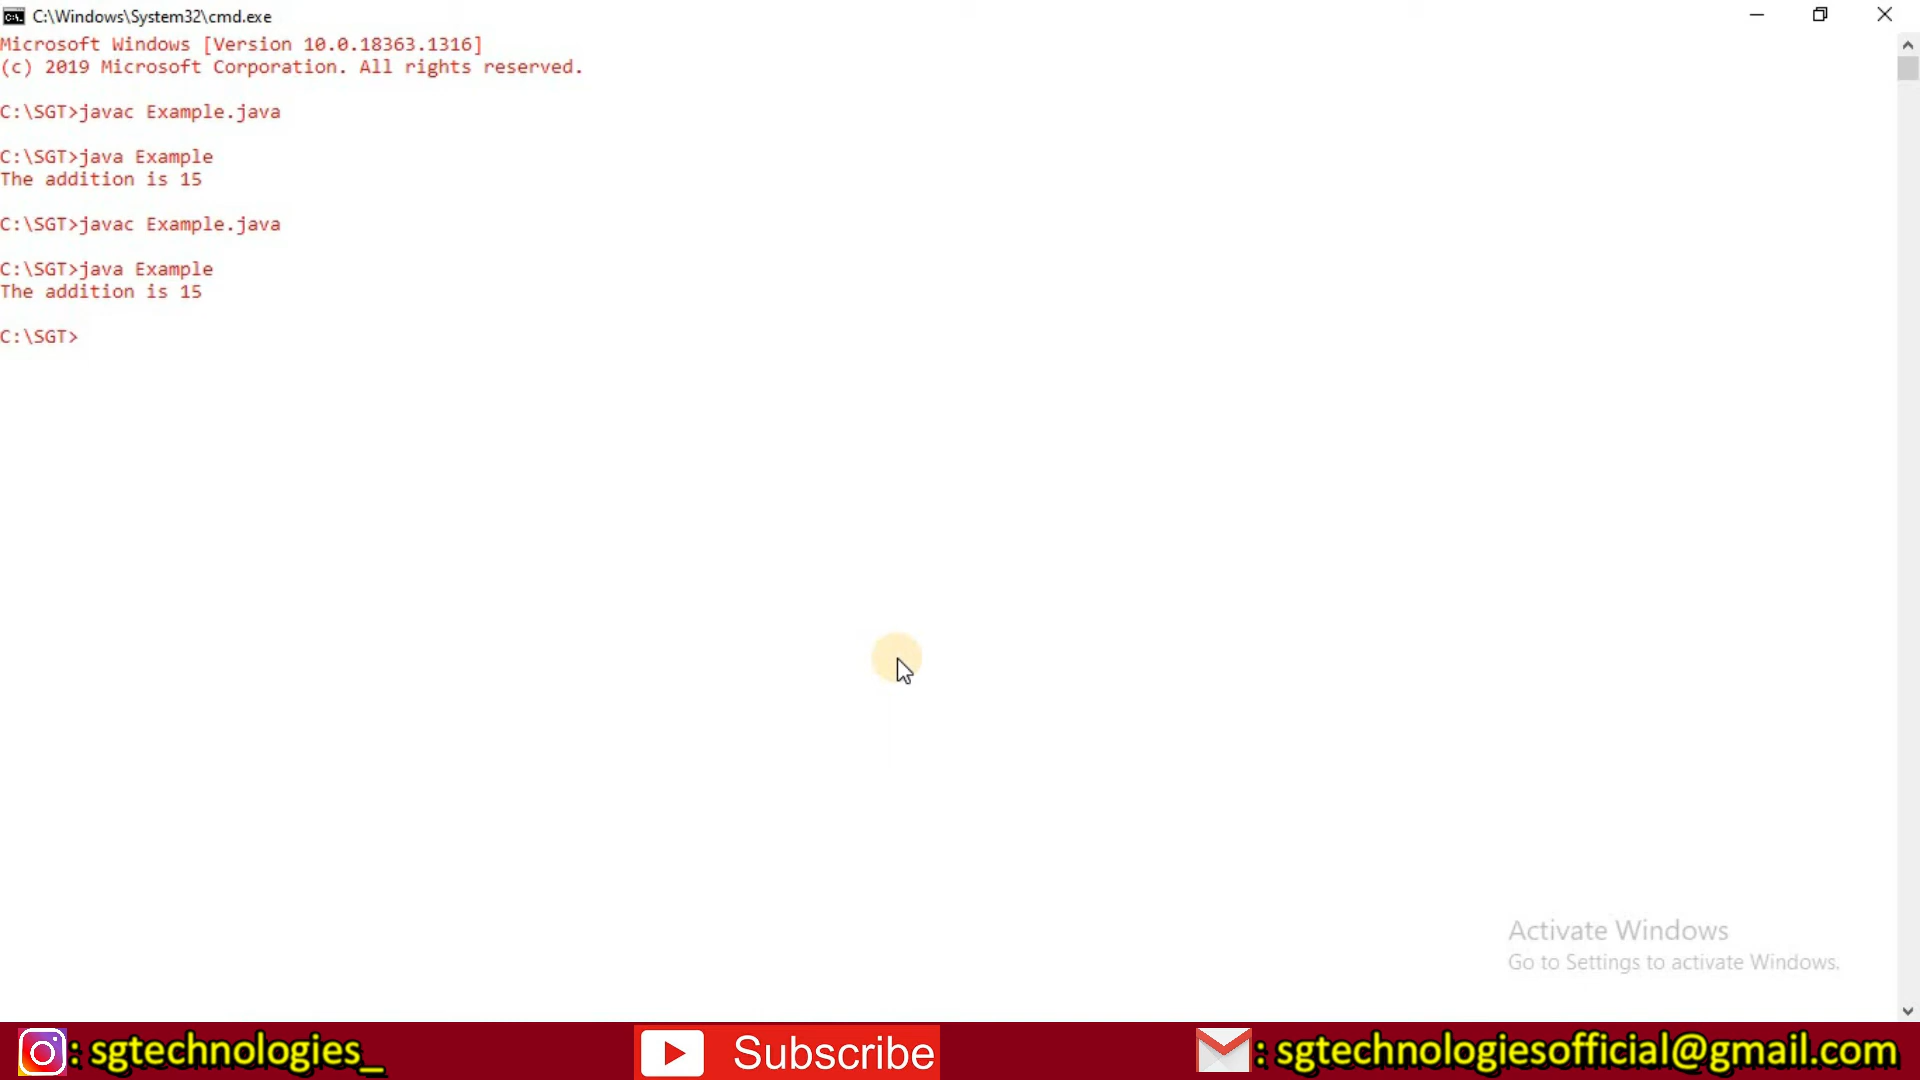 C:\Windows\System32\cmd.exe
Microsoft Windows [Version 10.0.18363.1316]
(c) 2019 Microsoft Corporation. All rights reserved.
C:\SGT>javac Example.java
C:\SGT>java Example
The addition is 15
C:\SGT>javac Example.java
C:\SGT>java Example
The addition is 15
C:\SGT>
Activate Windows
Go to Settings to activate Windows.
: sgtechnologies_
Subscribe
: sgtechnologiesofficial@gmail.com